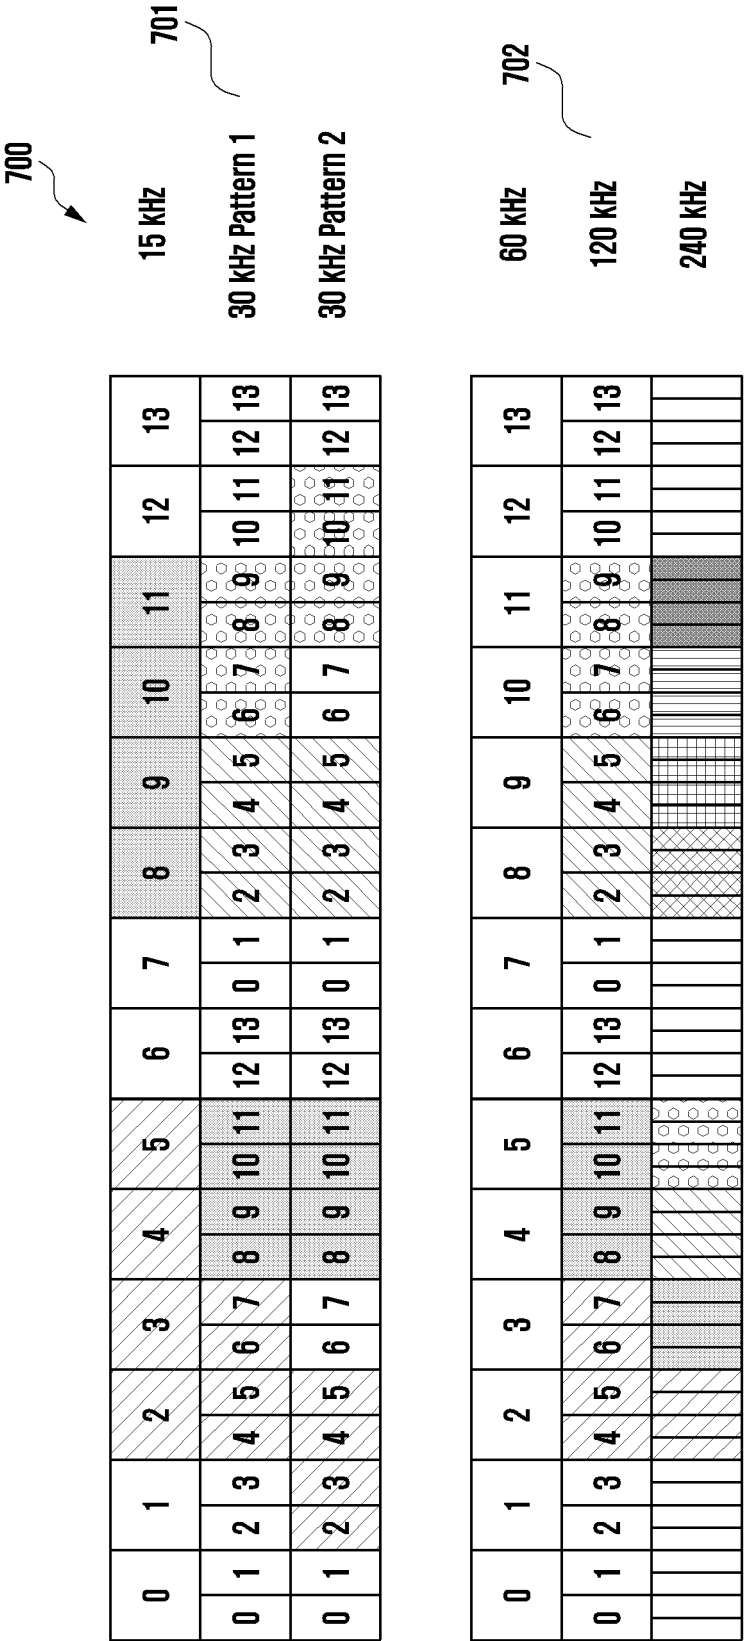 700
701
15 kHz
0 1 2 3 4 5 6 7 8 9 10 11 12 13
30 kHz Pattern 1
0 1 2 3 4 5 6 7 8 9 10 11 12 13 0 1 2 3 4 5 6 7 8 9 10 11 12 13
30 kHz Pattern 2
0 1 2 3 4 5 6 7 8 9 10 11 12 13 0 1 2 3 4 5 6 7 8 9 10 11 12 13
702
60 kHz
0 1 2 3 4 5 6 7 8 9 10 11 12 13
120 kHz
0 1 2 3 4 5 6 7 8 9 10 11 12 13 0 1 2 3 4 5 6 7 8 9 10 11 12 13
240 kHz